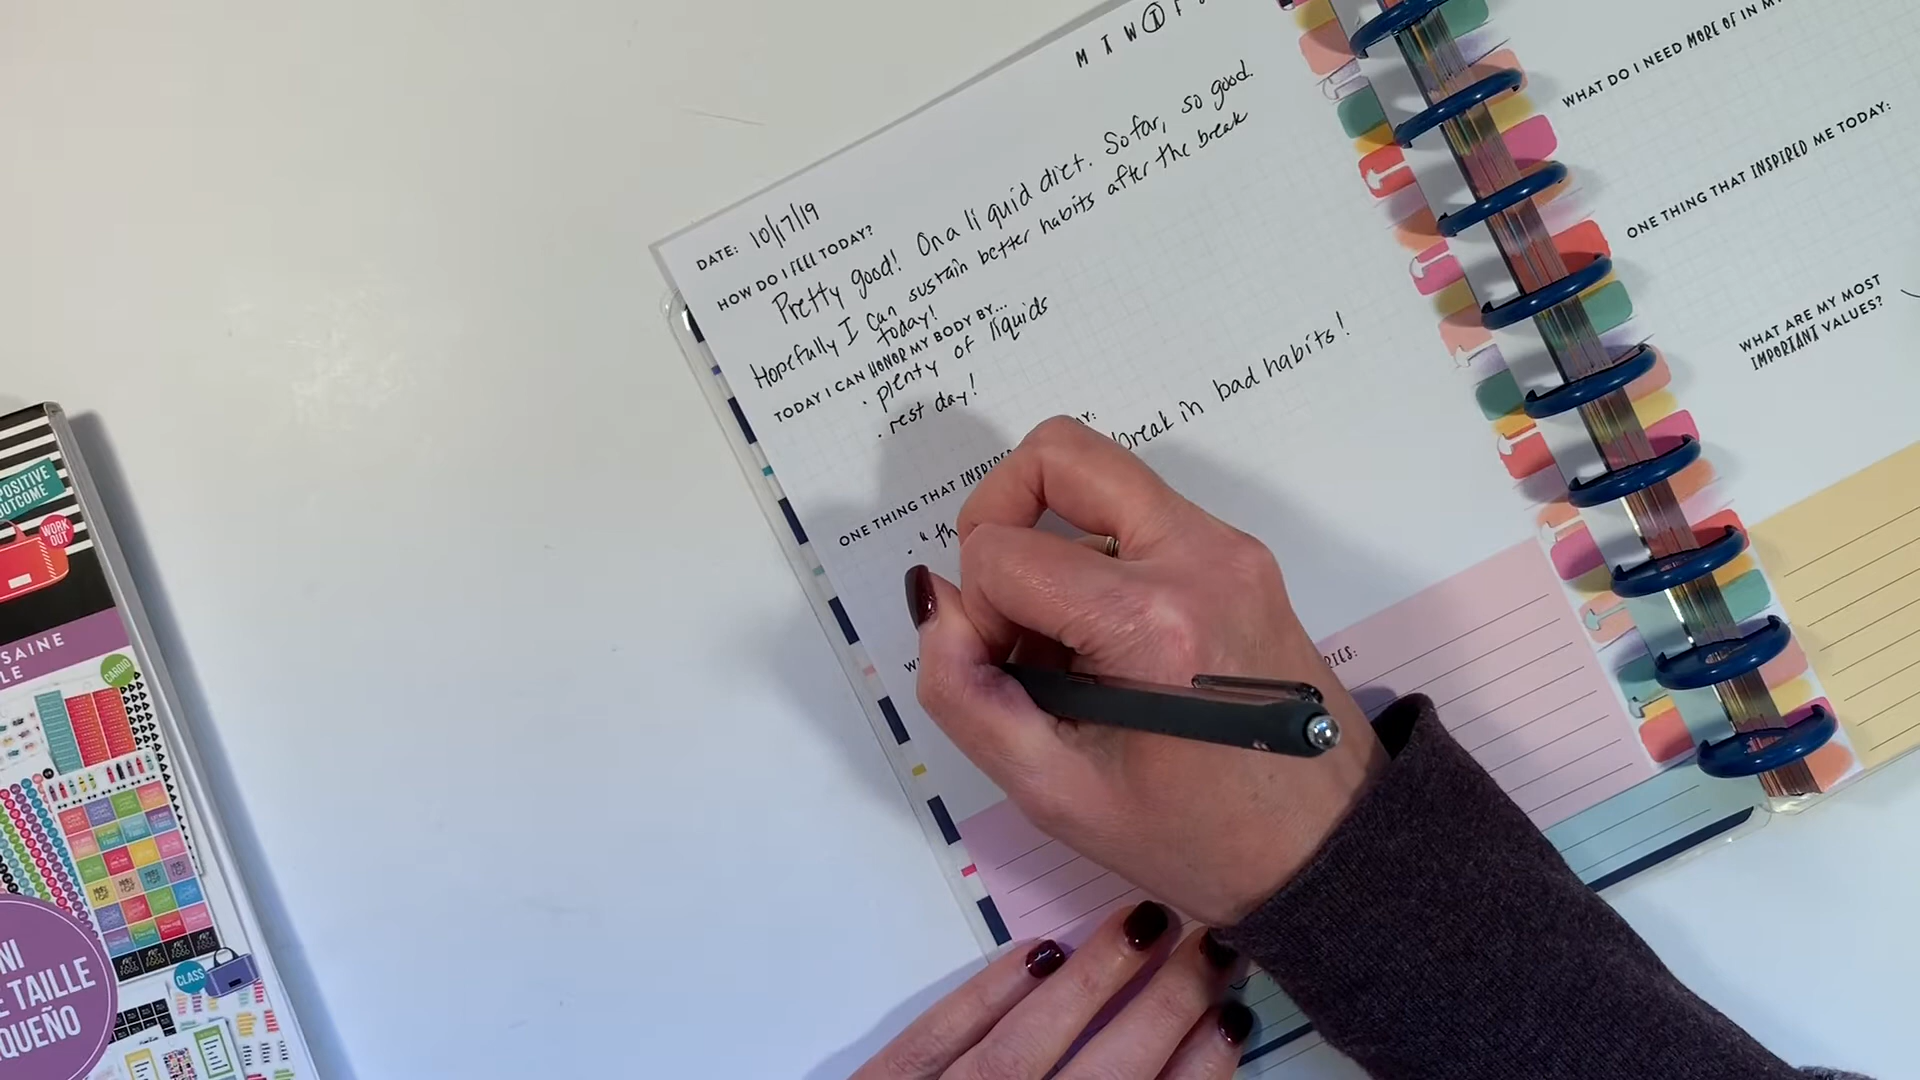 M T W T F
DATE: 10/17/19
HOW DO I FEEL TODAY?
Pretty good! On a liquid diet. So far, so good.
Hopefully I can sustain better habits after the break
today!
TODAY I CAN HONOR MY BODY BY...
· plenty of liquids
· rest day!
ONE THING THAT INSPIRED
· "th break in bad habits!
WHAT DO I NEED MORE OF IN
ONE THING THAT INSPIRED ME TODAY:
WHAT ARE MY MOST
IMPORTANT VALUES?
POSITIVE
OUTCOME
WORK
OUT
SAINE
CARDIO
CLASS
TAILLE